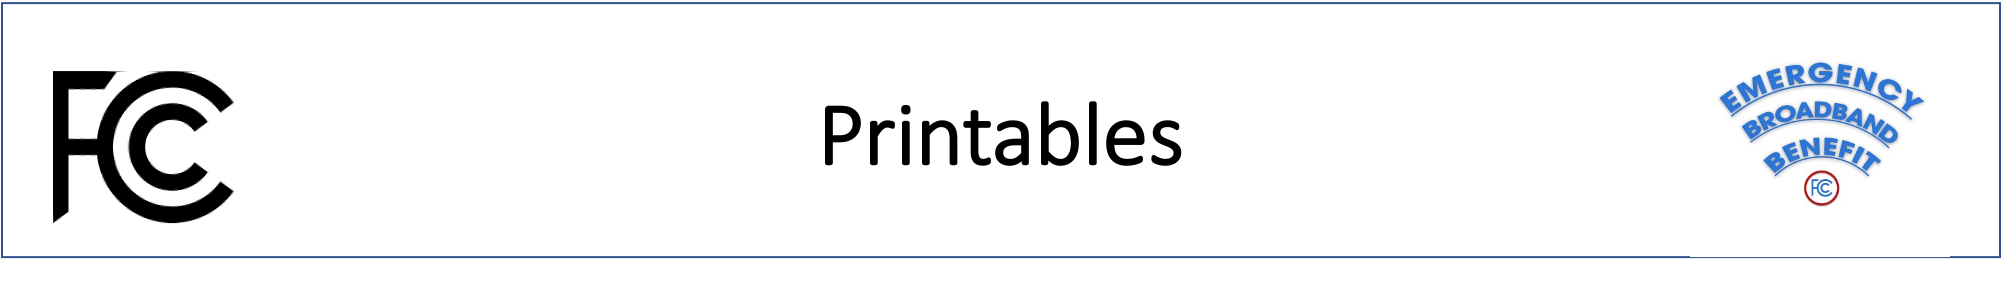 FCC
Printables
EMERGENCY
BROADBAND
BENEFIT
FCC